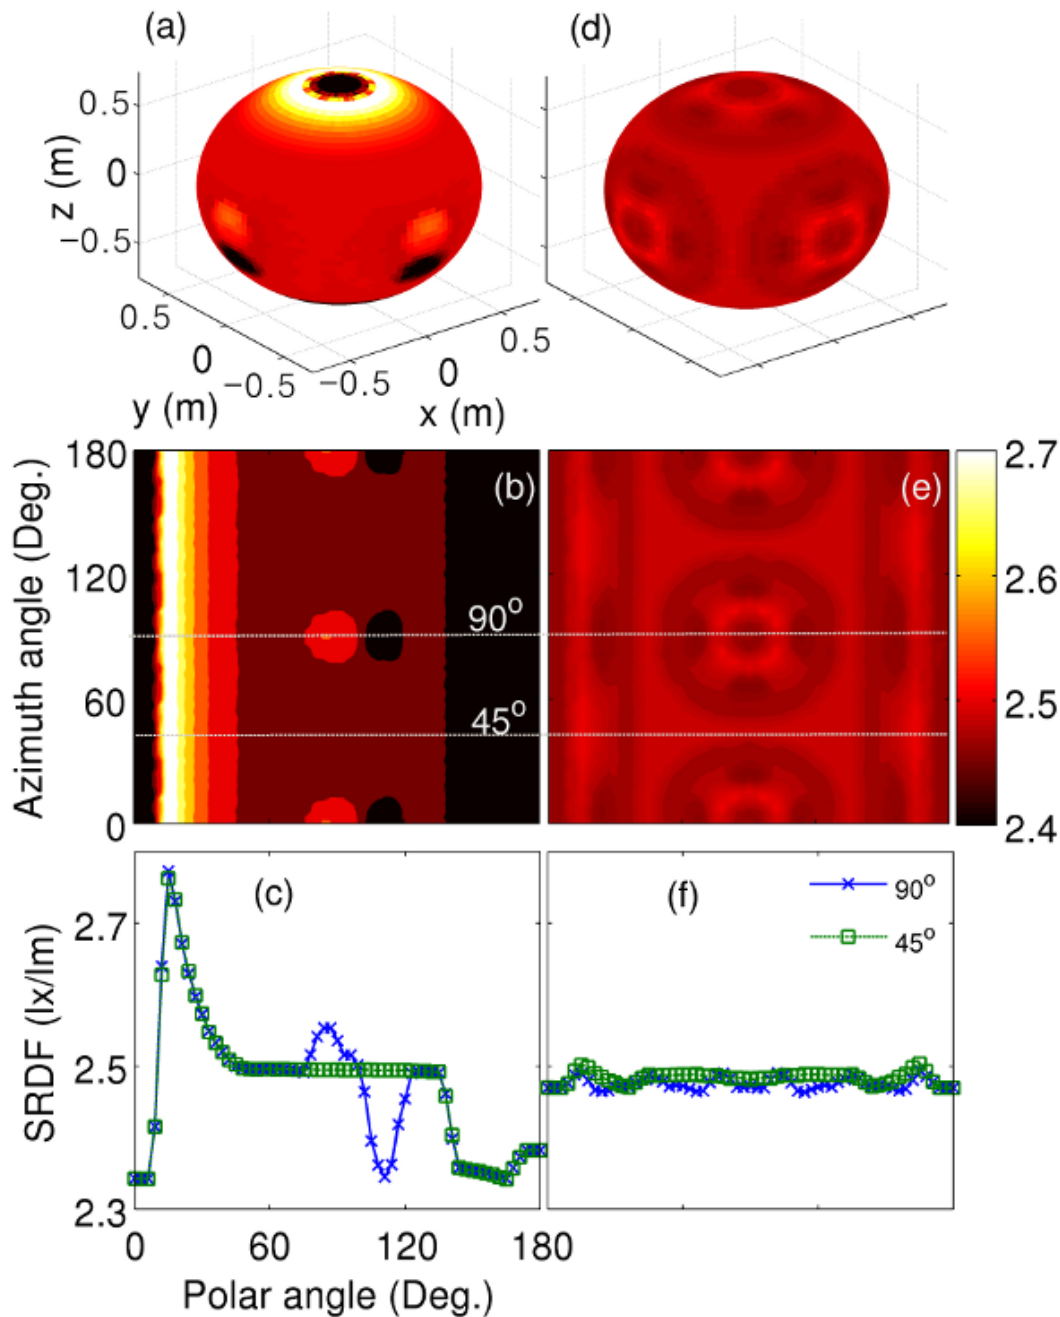 (a)
(d)
0.5
0
−0.5
z (m)
0.5
0
−0.5
y (m)
−0.5
0
0.5
x (m)
180
120
60
0
Azimuth angle (Deg.)
(b)
(e)
90°
45°
2.7
2.6
2.5
2.4
(c)
(f)
90°
45°
2.7
2.5
2.3
SRDF (lx/lm)
0
60
120
180
Polar angle (Deg.)